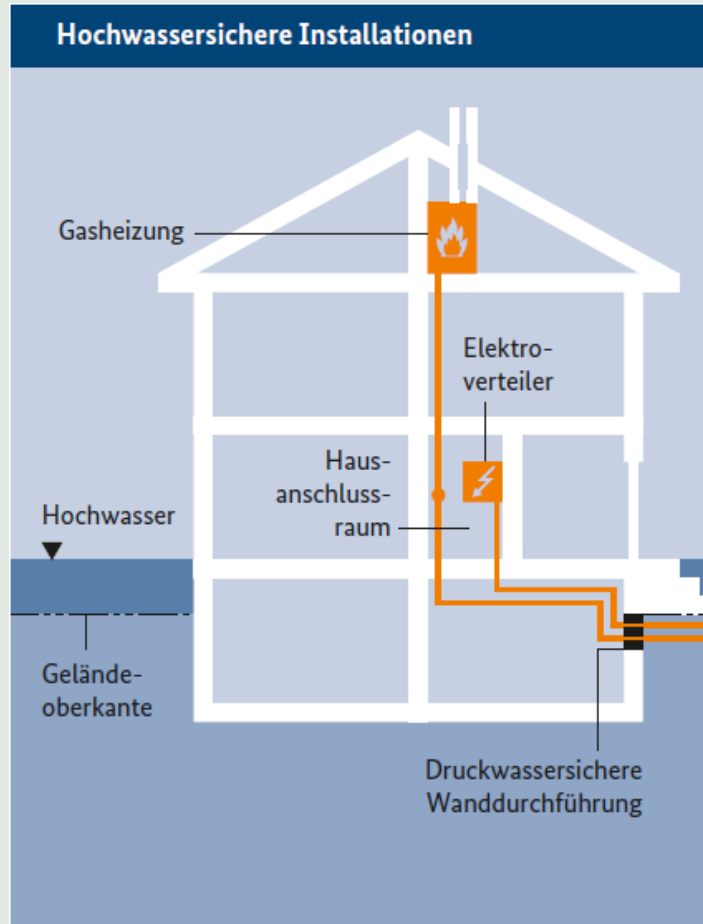 Hochwassersichere Installationen
Gasheizung
Elektro-
verteiler
Haus-
anschluss-
raum
Hochwasser
Gelände-
oberkante
Druckwassersichere
Wanddurchführung